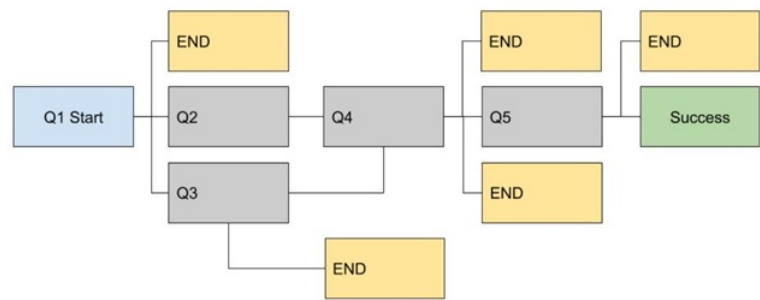 END
END
END
Q1 Start
Q2
Q4
Q5
Success
Q3
END
END